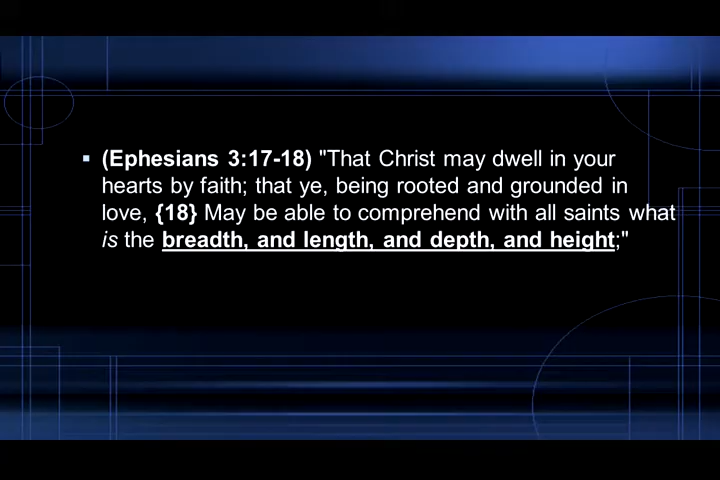 ▪ (Ephesians 3:17-18) "That Christ may dwell in your
hearts by faith; that ye, being rooted and grounded in
love, {18} May be able to comprehend with all saints what
is the breadth, and length, and depth, and height;"